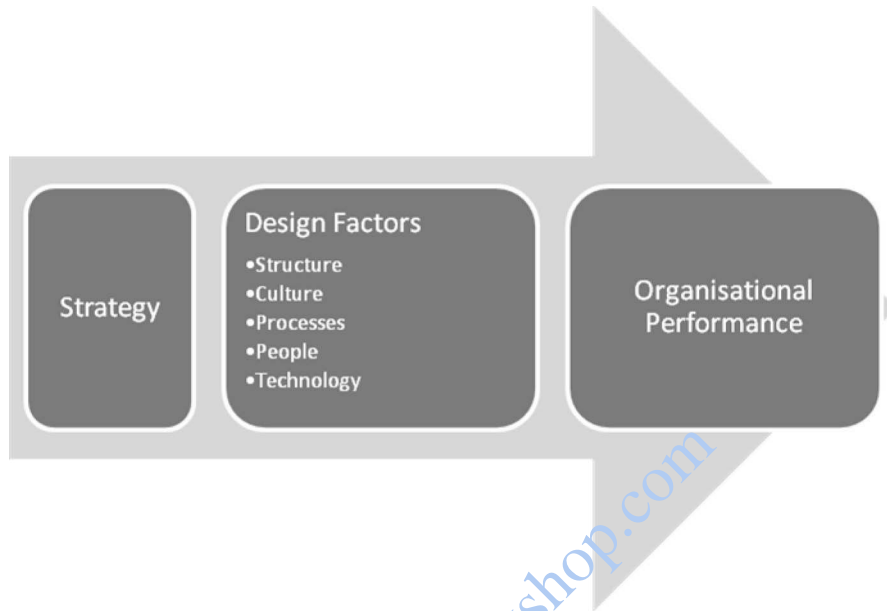 Strategy
Design Factors
•Structure
•Culture
•Processes
•People
•Technology
Organisational
Performance
shop.com